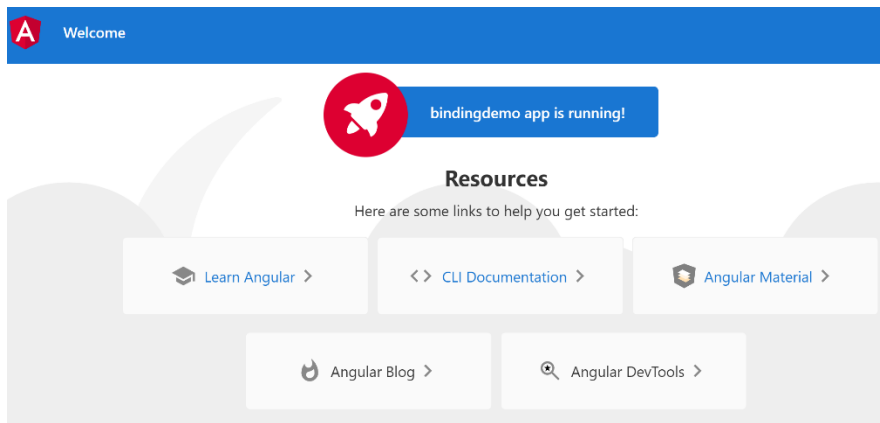 Welcome
bindingdemo app is running!
Resources
Here are some links to help you get started:
Learn Angular
CLI Documentation
Angular Material
Angular Blog
Angular DevTools